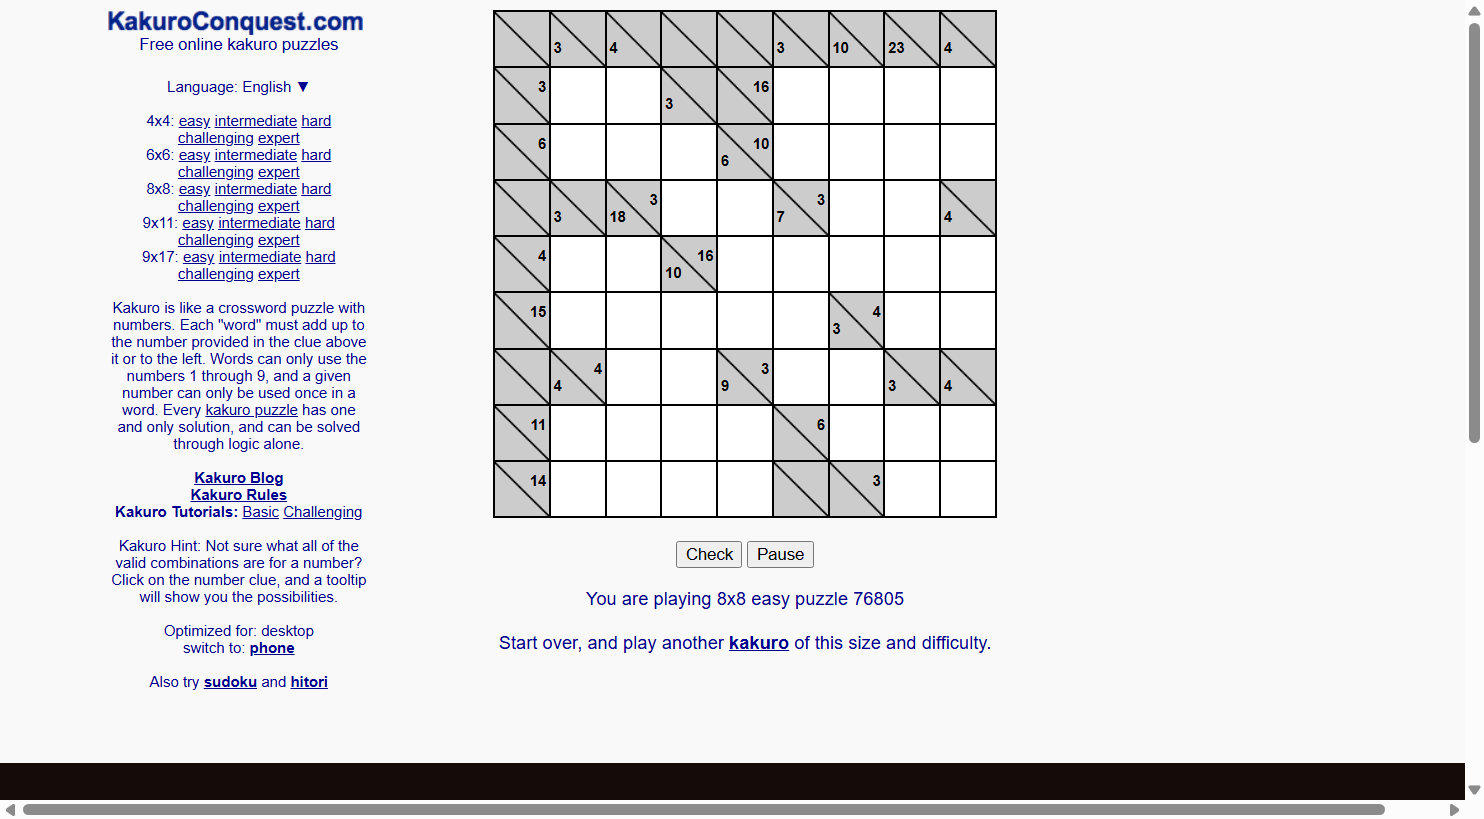 KakuroConquest.com
Free online kakuro puzzles
Language: English ▼
4x4: easy intermediate hard
challenging expert
6x6: easy intermediate hard
challenging expert
8x8: easy intermediate hard
challenging expert
9x11: easy intermediate hard
challenging expert
9x17: easy intermediate hard
challenging expert
Kakuro is like a crossword puzzle with
numbers. Each "word" must add up to
the number provided in the clue above
it or to the left. Words can only use the
numbers 1 through 9, and a given
number can only be used once in a
word. Every kakuro puzzle has one
and only solution, and can be solved
through logic alone.
Kakuro Blog
Kakuro Rules
Kakuro Tutorials: Basic Challenging
Kakuro Hint: Not sure what all of the
valid combinations are for a number?
Click on the number clue, and a tooltip
will show you the possibilities.
Optimized for: desktop
switch to: phone
Also try sudoku and hitori
3 4 3 10 23 4
3 3 16
6 6 10
3 18 3 7 3 4
4 10 16
15 3 4
4 4 9 3 3 4
11 6
14 3
Check Pause
You are playing 8x8 easy puzzle 76805
Start over, and play another kakuro of this size and difficulty.